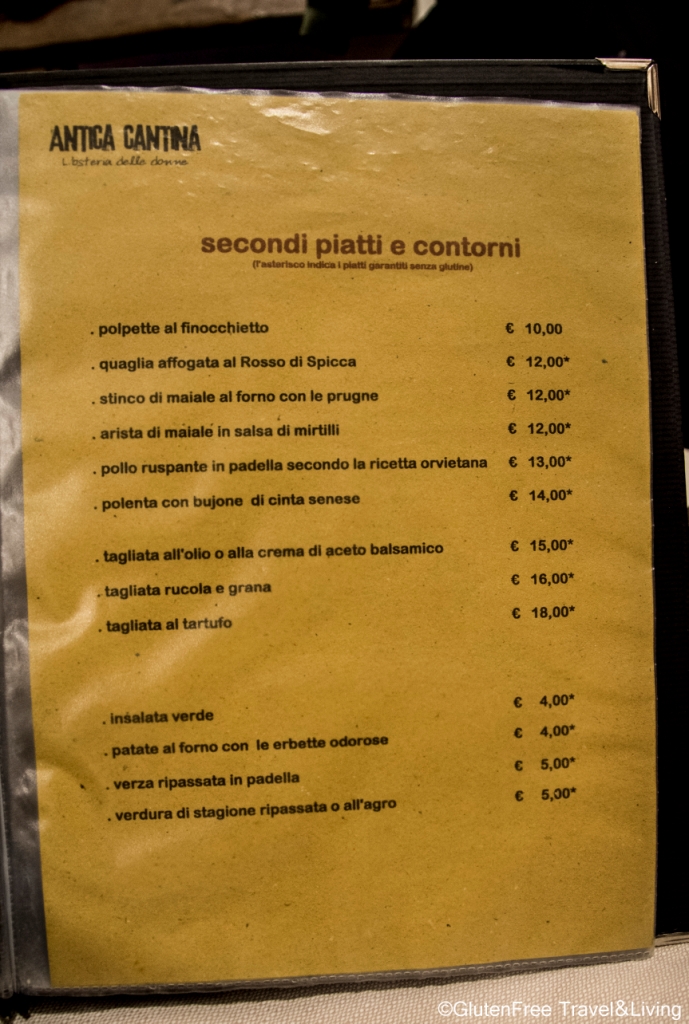 ANTICA CANTINA
L'osteria delle donne
secondi piatti e contorni
(l'asterisco indica i piatti garantiti senza glutine)
. polpette al finocchietto € 10,00
. quaglia affogata al Rosso di Spicca € 12,00*
. stinco di maiale al forno con le prugne € 12,00*
. arista di maiale in salsa di mirtilli € 12,00*
. pollo ruspante in padella secondo la ricetta orvietana € 13,00*
. polenta con bujone di cinta senese € 14,00*
. tagliata all'olio o alla crema di aceto balsamico € 15,00*
. tagliata rucola e grana € 16,00*
. tagliata al tartufo € 18,00*
. insalata verde € 4,00*
. patate al forno con le erbette odorose € 4,00*
. verza ripassata in padella € 5,00*
. verdura di stagione ripassata o all'agro € 5,00*
©GlutenFree Travel&Living